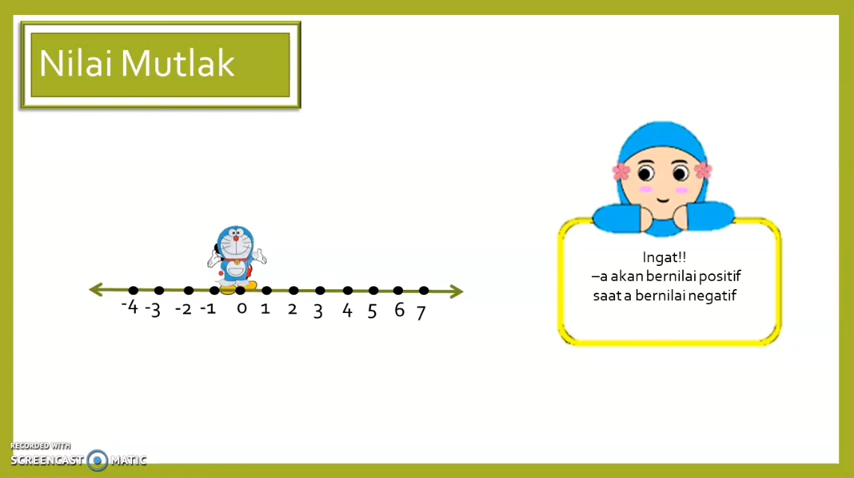 Nilai Mutlak
Ingat!!
–a akan bernilai positif
saat a bernilai negatif
-4 -3 -2 -1 0 1 2 3 4 5 6 7
RECORDED WITH
SCREENCAST MATIC